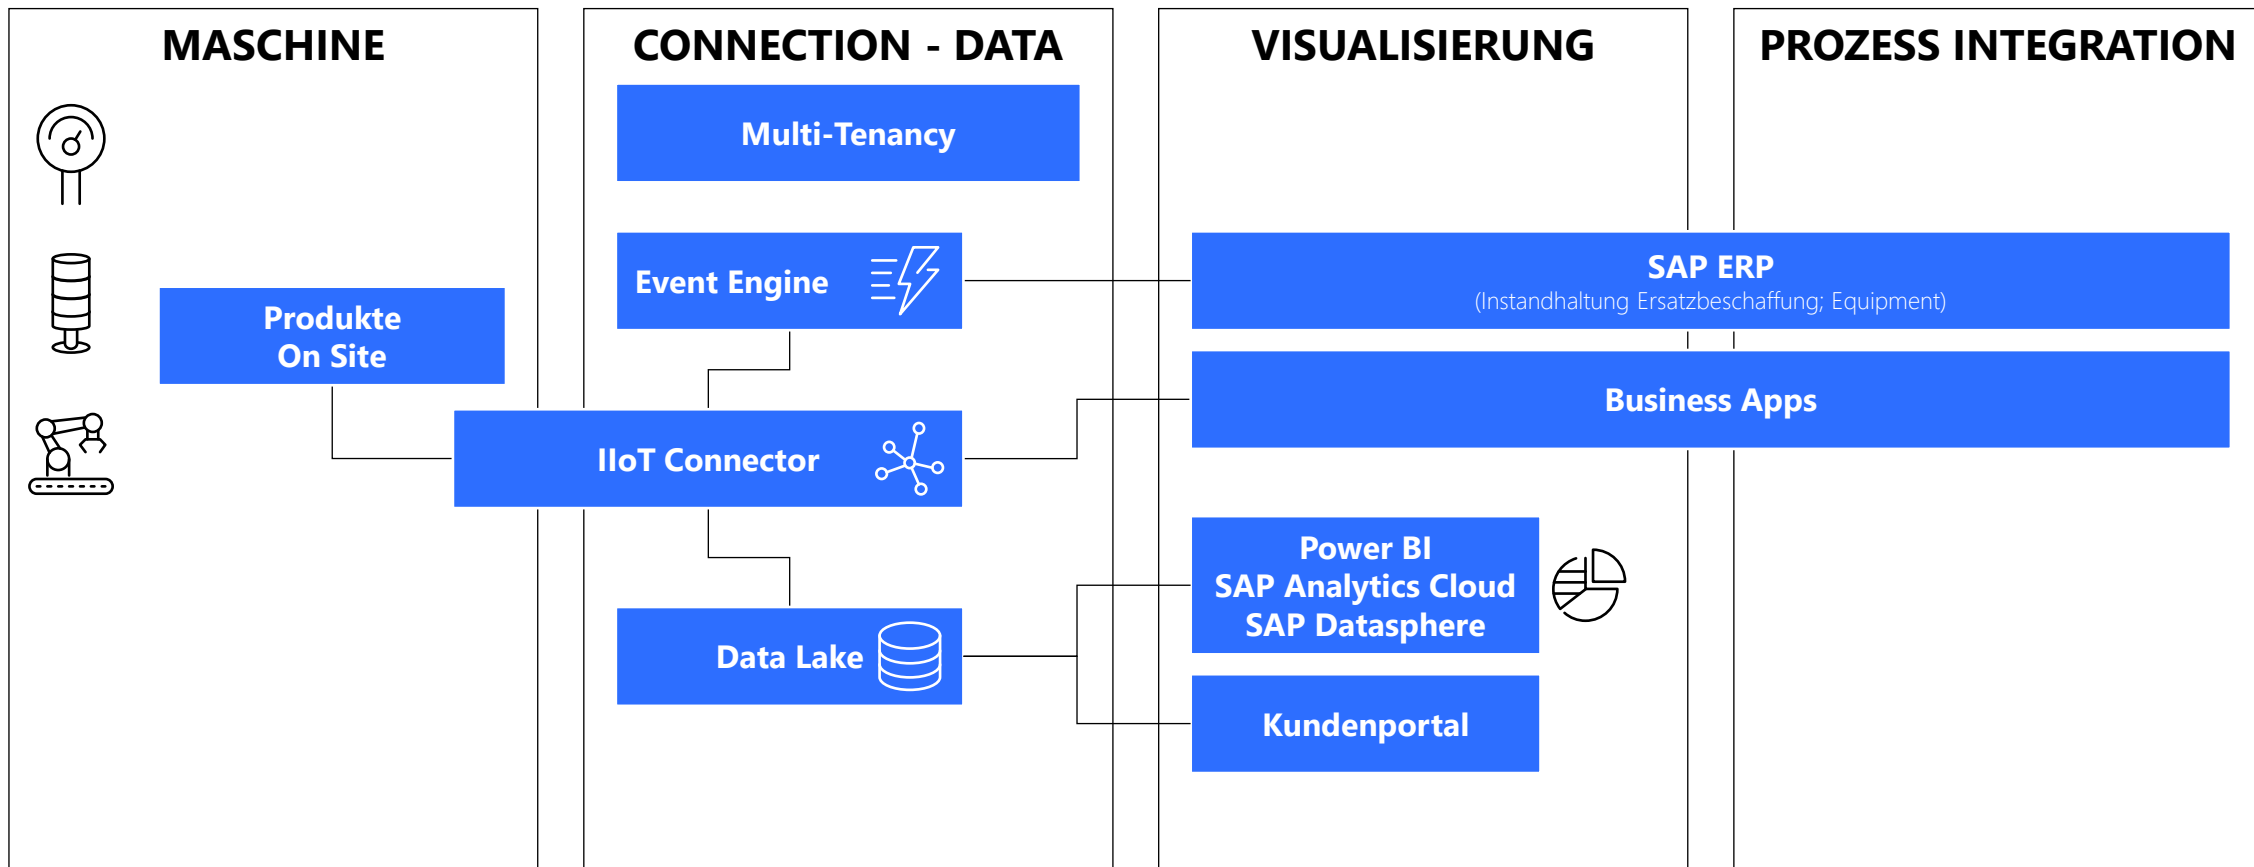 MASCHINE
CONNECTION - DATA
VISUALISIERUNG
PROZESS INTEGRATION
Multi-Tenancy
Event Engine
SAP ERP
(Instandhaltung Ersatzbeschaffung; Equipment)
Produkte
On Site
Business Apps
IIoT Connector
Power BI
SAP Analytics Cloud
SAP Datasphere
Data Lake
Kundenportal